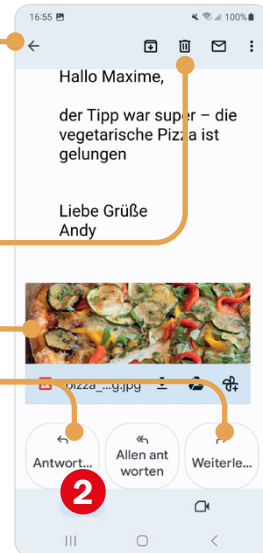 16:55 100%
Hallo Maxime,
der Tipp war super – die
vegetarische Pizza ist
gelungen
Liebe Grüße
Andy
pizza_...g.jpg
Antwort...
Allen ant
worten
Weiterle...
2